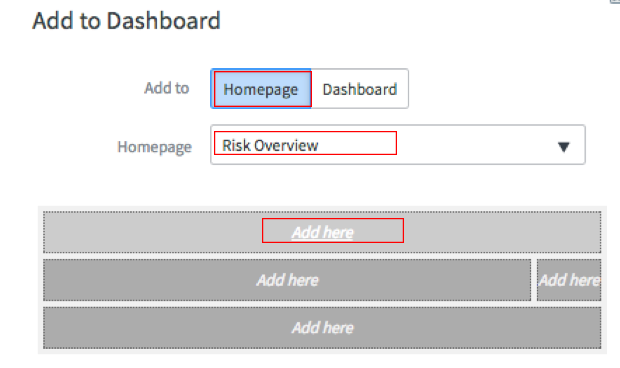 Add to Dashboard
Add to Homepage Dashboard
Homepage Risk Overview
Add here
Add here Add here
Add here